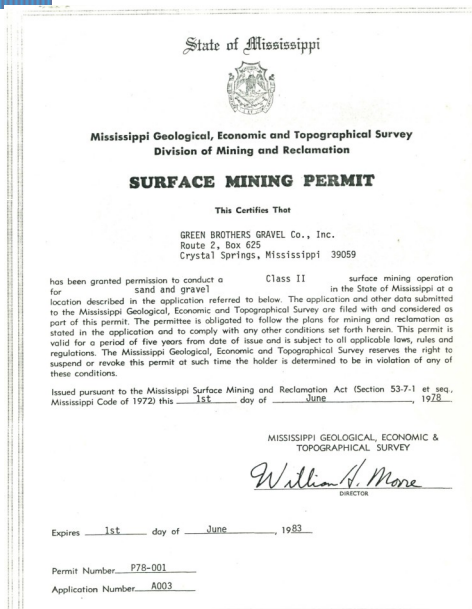 State of Mississippi
Mississippi Geological, Economic and Topographical Survey
Division of Mining and Reclamation
SURFACE MINING PERMIT
This Certifies That
GREEN BROTHERS GRAVEL Co., Inc.
Route 2, Box 625
Crystal Springs, Mississippi 39059
has been granted permission to conduct a Class II surface mining operation
for sand and gravel in the State of Mississippi at a
location described in the application referred to below. The application and other data submitted
to the Mississippi Geological, Economic and Topographical Survey are filed with and considered as
part of this permit. The permittee is obligated to follow the plans for mining and reclamation as
stated in the application and to comply with any other conditions set forth herein. This permit is
valid for a period of five years from date of issue and is subject to all applicable laws, rules and
regulations. The Mississippi Geological, Economic and Topographical Survey reserves the right to
suspend or revoke this permit at such time the holder is determined to be in violation of any of
these conditions.
Issued pursuant to the Mississippi Surface Mining and Reclamation Act (Section 53-7-1 et seq.,
Mississippi Code of 1972) this 1st day of June, 1978
MISSISSIPPI GEOLOGICAL, ECONOMIC &
TOPOGRAPHICAL SURVEY
William H. Moore
DIRECTOR
Expires 1st day of June, 1983
Permit Number P78-001
Application Number A003